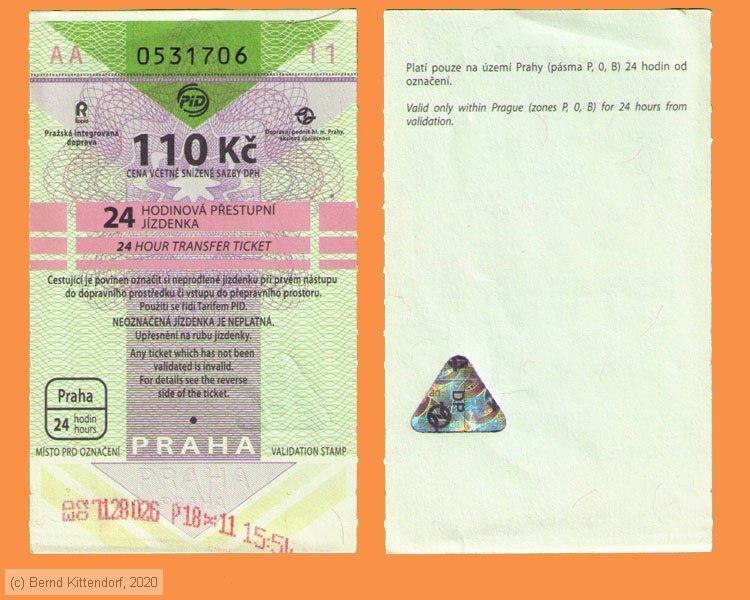 AA 0531706 11
PID
R
ROPID
Pražská integrovaná
doprava
Dopravní podnik hl. m. Prahy,
akciová společnost
110 Kč
CENA VČETNĚ SNÍŽENÉ SAZBY DPH
24 HODINOVÁ PŘESTUPNÍ
JÍZDENKA
24 HOUR TRANSFER TICKET
Cestující je povinen označit si neprodleně jízdenku při prvém nástupu
do dopravního prostředku či vstupu do přepravního prostoru.
Použití se řídí Tarifem PID.
NEOZNAČENÁ JÍZDENKA JE NEPLATNÁ.
Upřesnění na rubu jízdenky.
Any ticket which has not been
validated is invalid.
For details see the reverse
side of the ticket.
Praha
24 hodin
hours
MÍSTO PRO OZNAČENÍ
PRAHA
VALIDATION STAMP
PRAHA
PRAHA
11 15:51
Platí pouze na území Prahy (pásma P, 0, B) 24 hodin od
označení.
Valid only within Prague (zones P, 0, B) for 24 hours from
validation.
DP
(c) Bernd Kittendorf, 2020